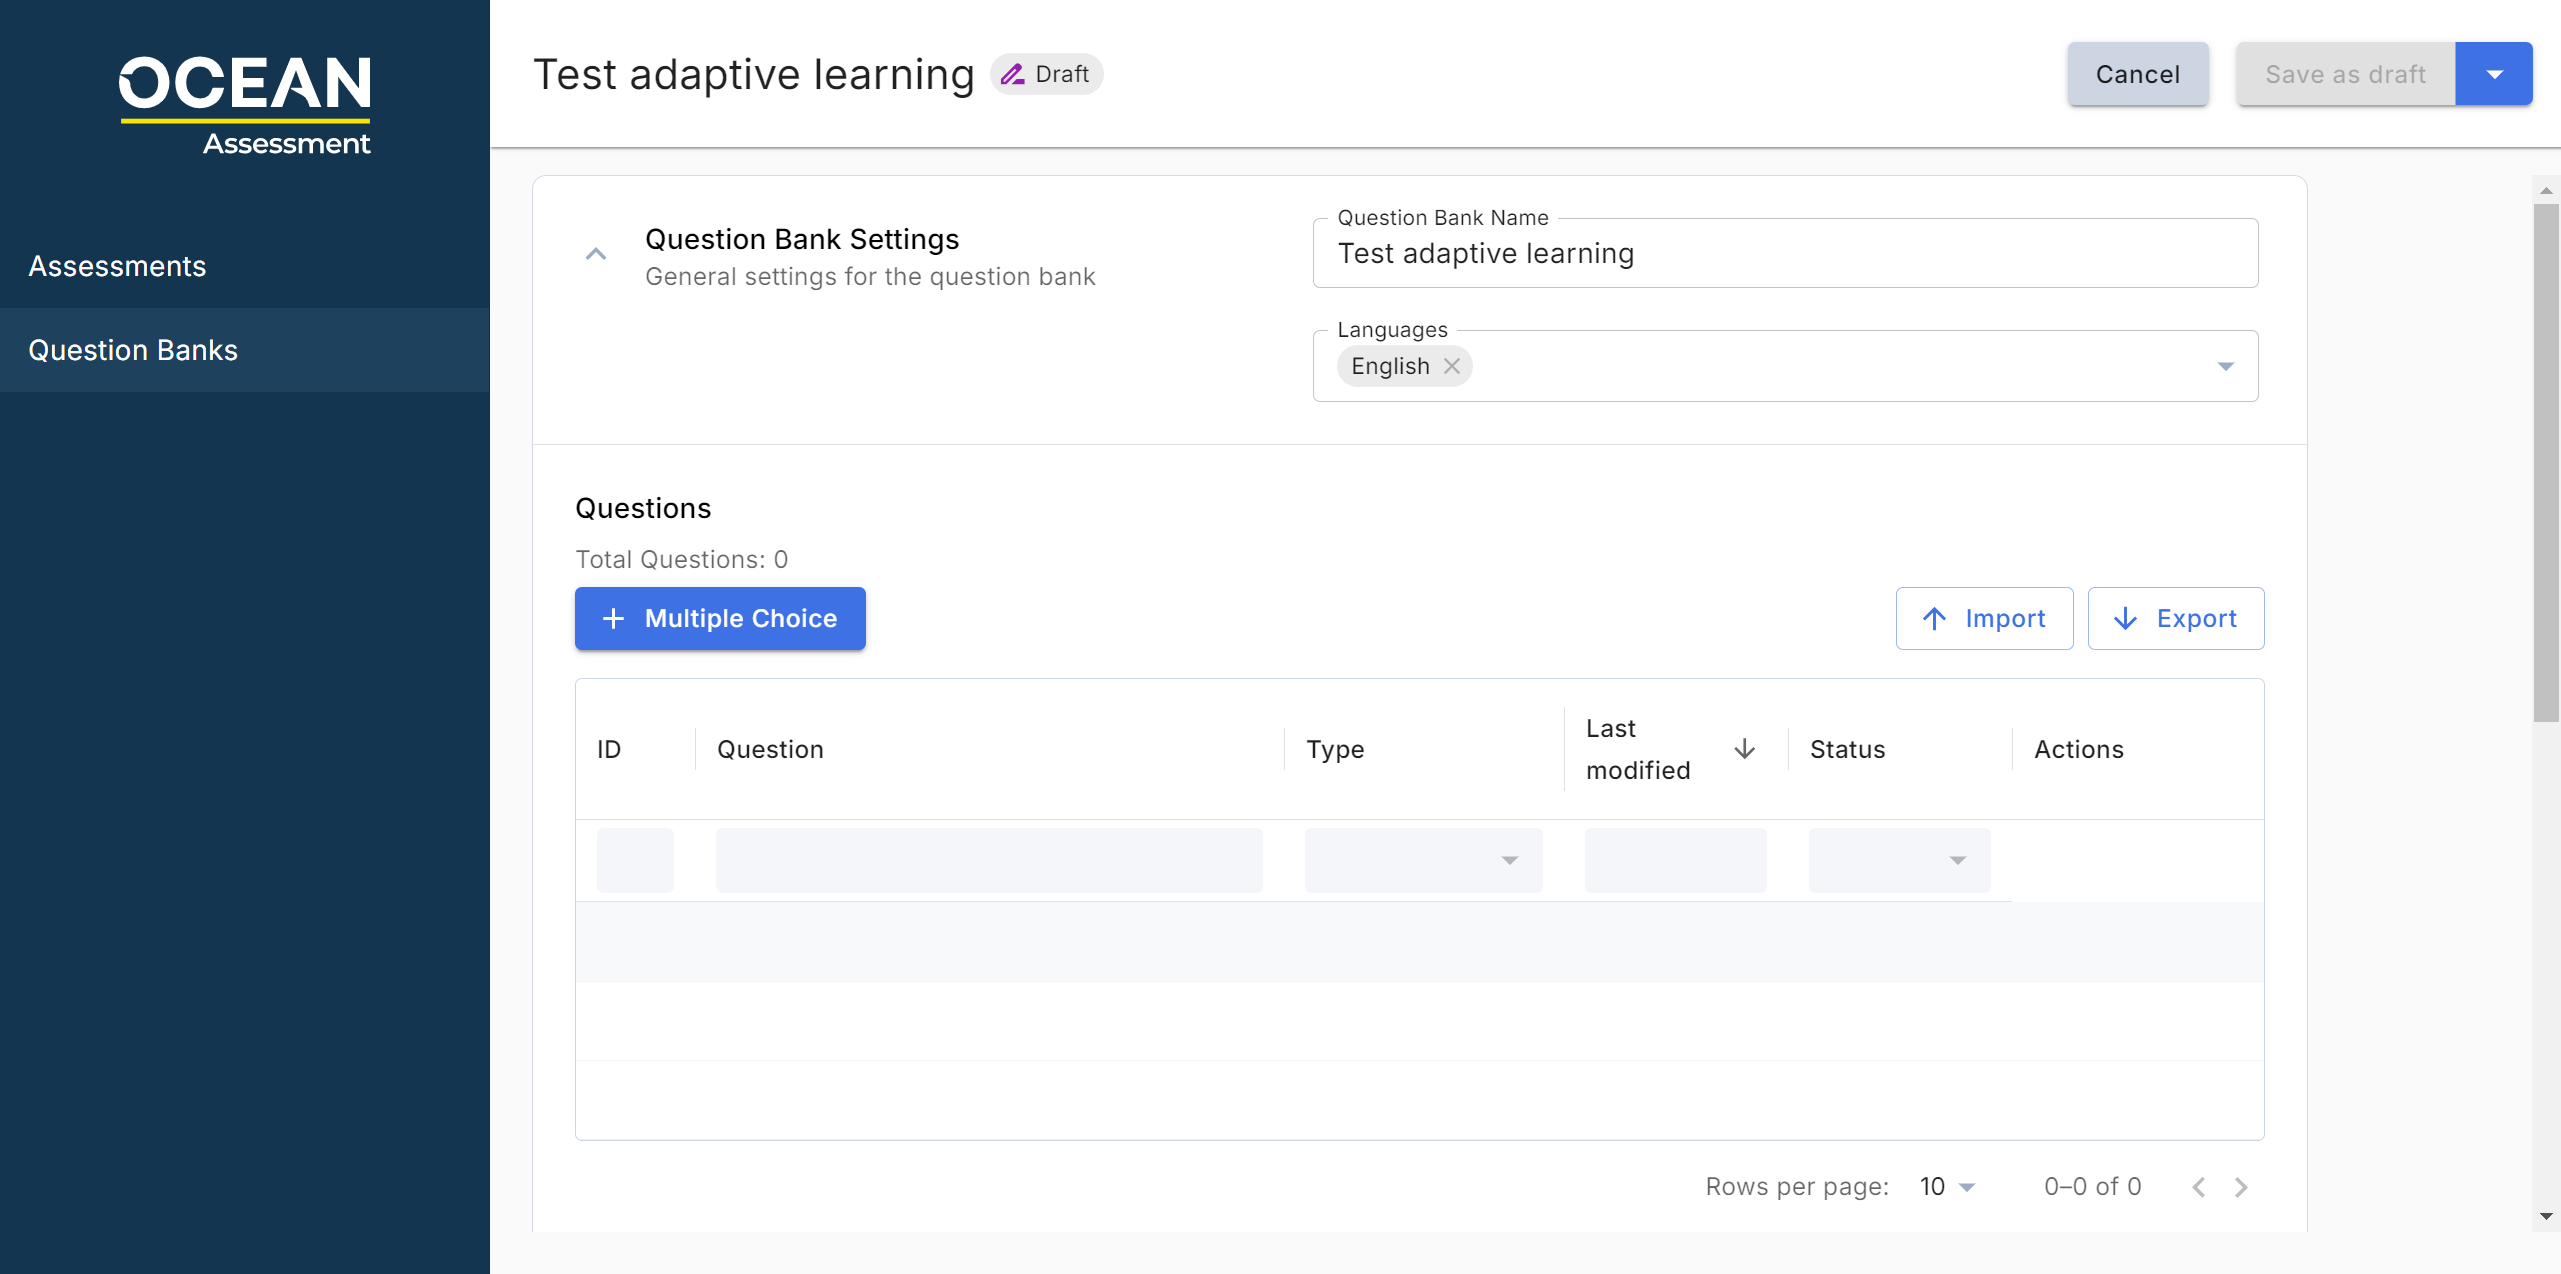 OCEAN
Assessment
Assessments
Question Banks
Test adaptive learning
Draft
Cancel
Save as draft
Question Bank Settings
General settings for the question bank
Question Bank Name
Test adaptive learning
Languages
English
Questions
Total Questions: 0
Multiple Choice
Import
Export
ID
Question
Type
Last
modified
Status
Actions
Rows per page: 10
0–0 of 0